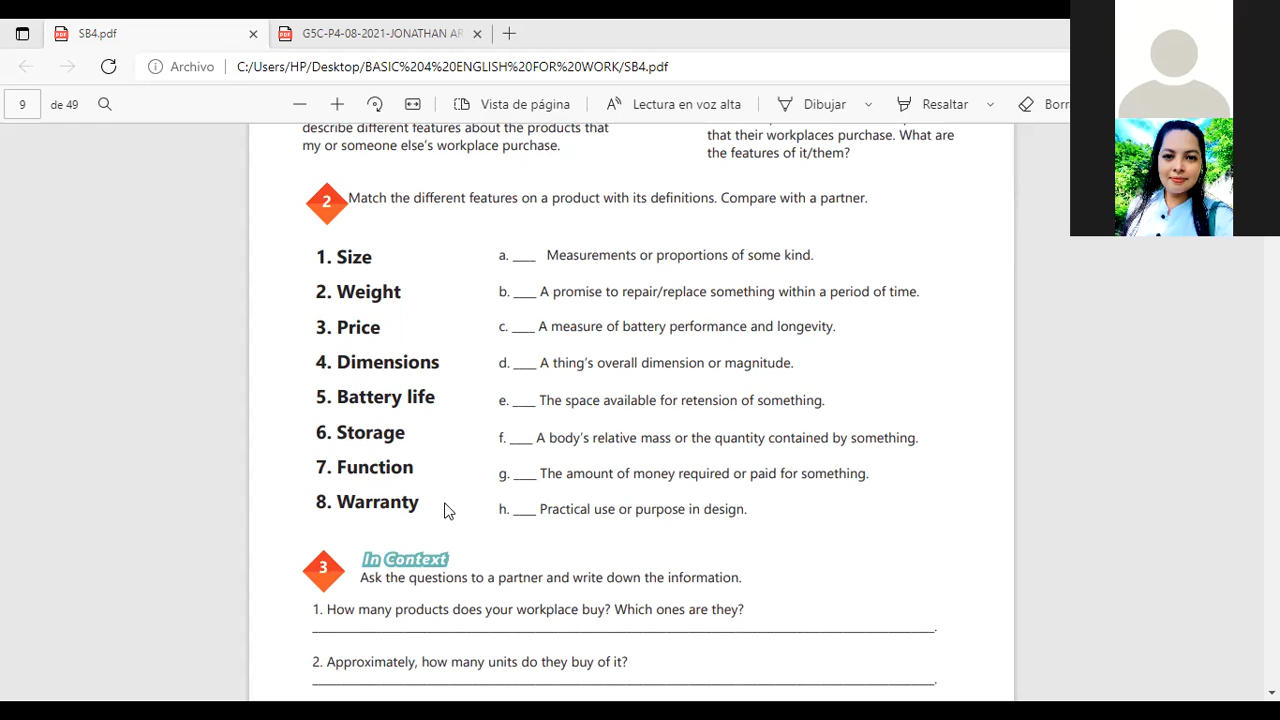 SB4.pdf
G5C-P4-08-2021-JONATHAN AR
Archivo
C:/Users/HP/Desktop/BASIC%204%20ENGLISH%20FOR%20WORK/SB4.pdf
9 de 49
Vista de página
Lectura en voz alta
Dibujar
Resaltar
Borr
describe different features about the products that
my or someone else's workplace purchase.
that their workplaces purchase. What are
the features of it/them?
2 Match the different features on a product with its definitions. Compare with a partner.
1. Size
a. ___ Measurements or proportions of some kind.
2. Weight
b. ___ A promise to repair/replace something within a period of time.
3. Price
c. ___ A measure of battery performance and longevity.
4. Dimensions
d. ___ A thing's overall dimension or magnitude.
5. Battery life
e. ___ The space available for retension of something.
6. Storage
f. ___ A body's relative mass or the quantity contained by something.
7. Function
g. ___ The amount of money required or paid for something.
8. Warranty
h. ___ Practical use or purpose in design.
3 In Context
Ask the questions to a partner and write down the information.
1. How many products does your workplace buy? Which ones are they?
2. Approximately, how many units do they buy of it?